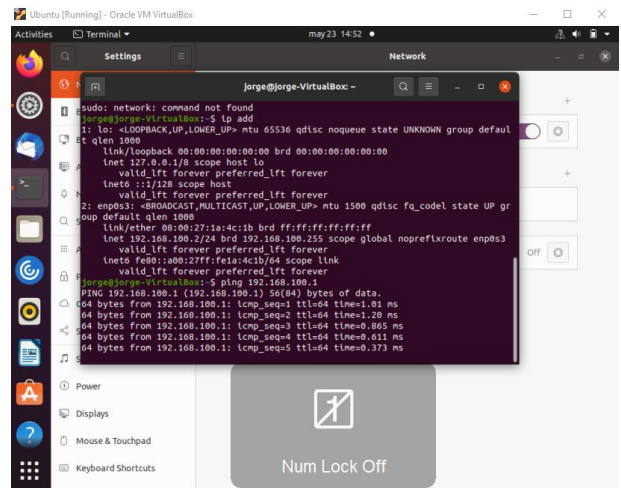 Ubuntu [Running] - Oracle VM VirtualBox
Activities Terminal may 23 14:52
Settings Network
jorge@jorge-VirtualBox: ~
sudo: network: command not found
jorge@jorge-VirtualBox:~$ ip add
1: lo: <LOOPBACK,UP,LOWER_UP> mtu 65536 qdisc noqueue state UNKNOWN group defaul
t qlen 1000
link/loopback 00:00:00:00:00:00 brd 00:00:00:00:00:00
inet 127.0.0.1/8 scope host lo
valid_lft forever preferred_lft forever
inet6 ::1/128 scope host
valid_lft forever preferred_lft forever
2: enp0s3: <BROADCAST,MULTICAST,UP,LOWER_UP> mtu 1500 qdisc fq_codel state UP gr
oup default qlen 1000
link/ether 08:00:27:1a:4c:1b brd ff:ff:ff:ff:ff:ff
inet 192.168.100.2/24 brd 192.168.100.255 scope global noprefixroute enp0s3
valid_lft forever preferred_lft forever
inet6 fe80::a00:27ff:fe1a:4c1b/64 scope link
valid_lft forever preferred_lft forever
jorge@jorge-VirtualBox:~$ ping 192.168.100.1
PING 192.168.100.1 (192.168.100.1) 56(84) bytes of data.
64 bytes from 192.168.100.1: icmp_seq=1 ttl=64 time=1.01 ms
64 bytes from 192.168.100.1: icmp_seq=2 ttl=64 time=1.20 ms
64 bytes from 192.168.100.1: icmp_seq=3 ttl=64 time=0.865 ms
64 bytes from 192.168.100.1: icmp_seq=4 ttl=64 time=0.611 ms
64 bytes from 192.168.100.1: icmp_seq=5 ttl=64 time=0.373 ms
Off
Power
Displays
Mouse & Touchpad
Keyboard Shortcuts
Num Lock Off